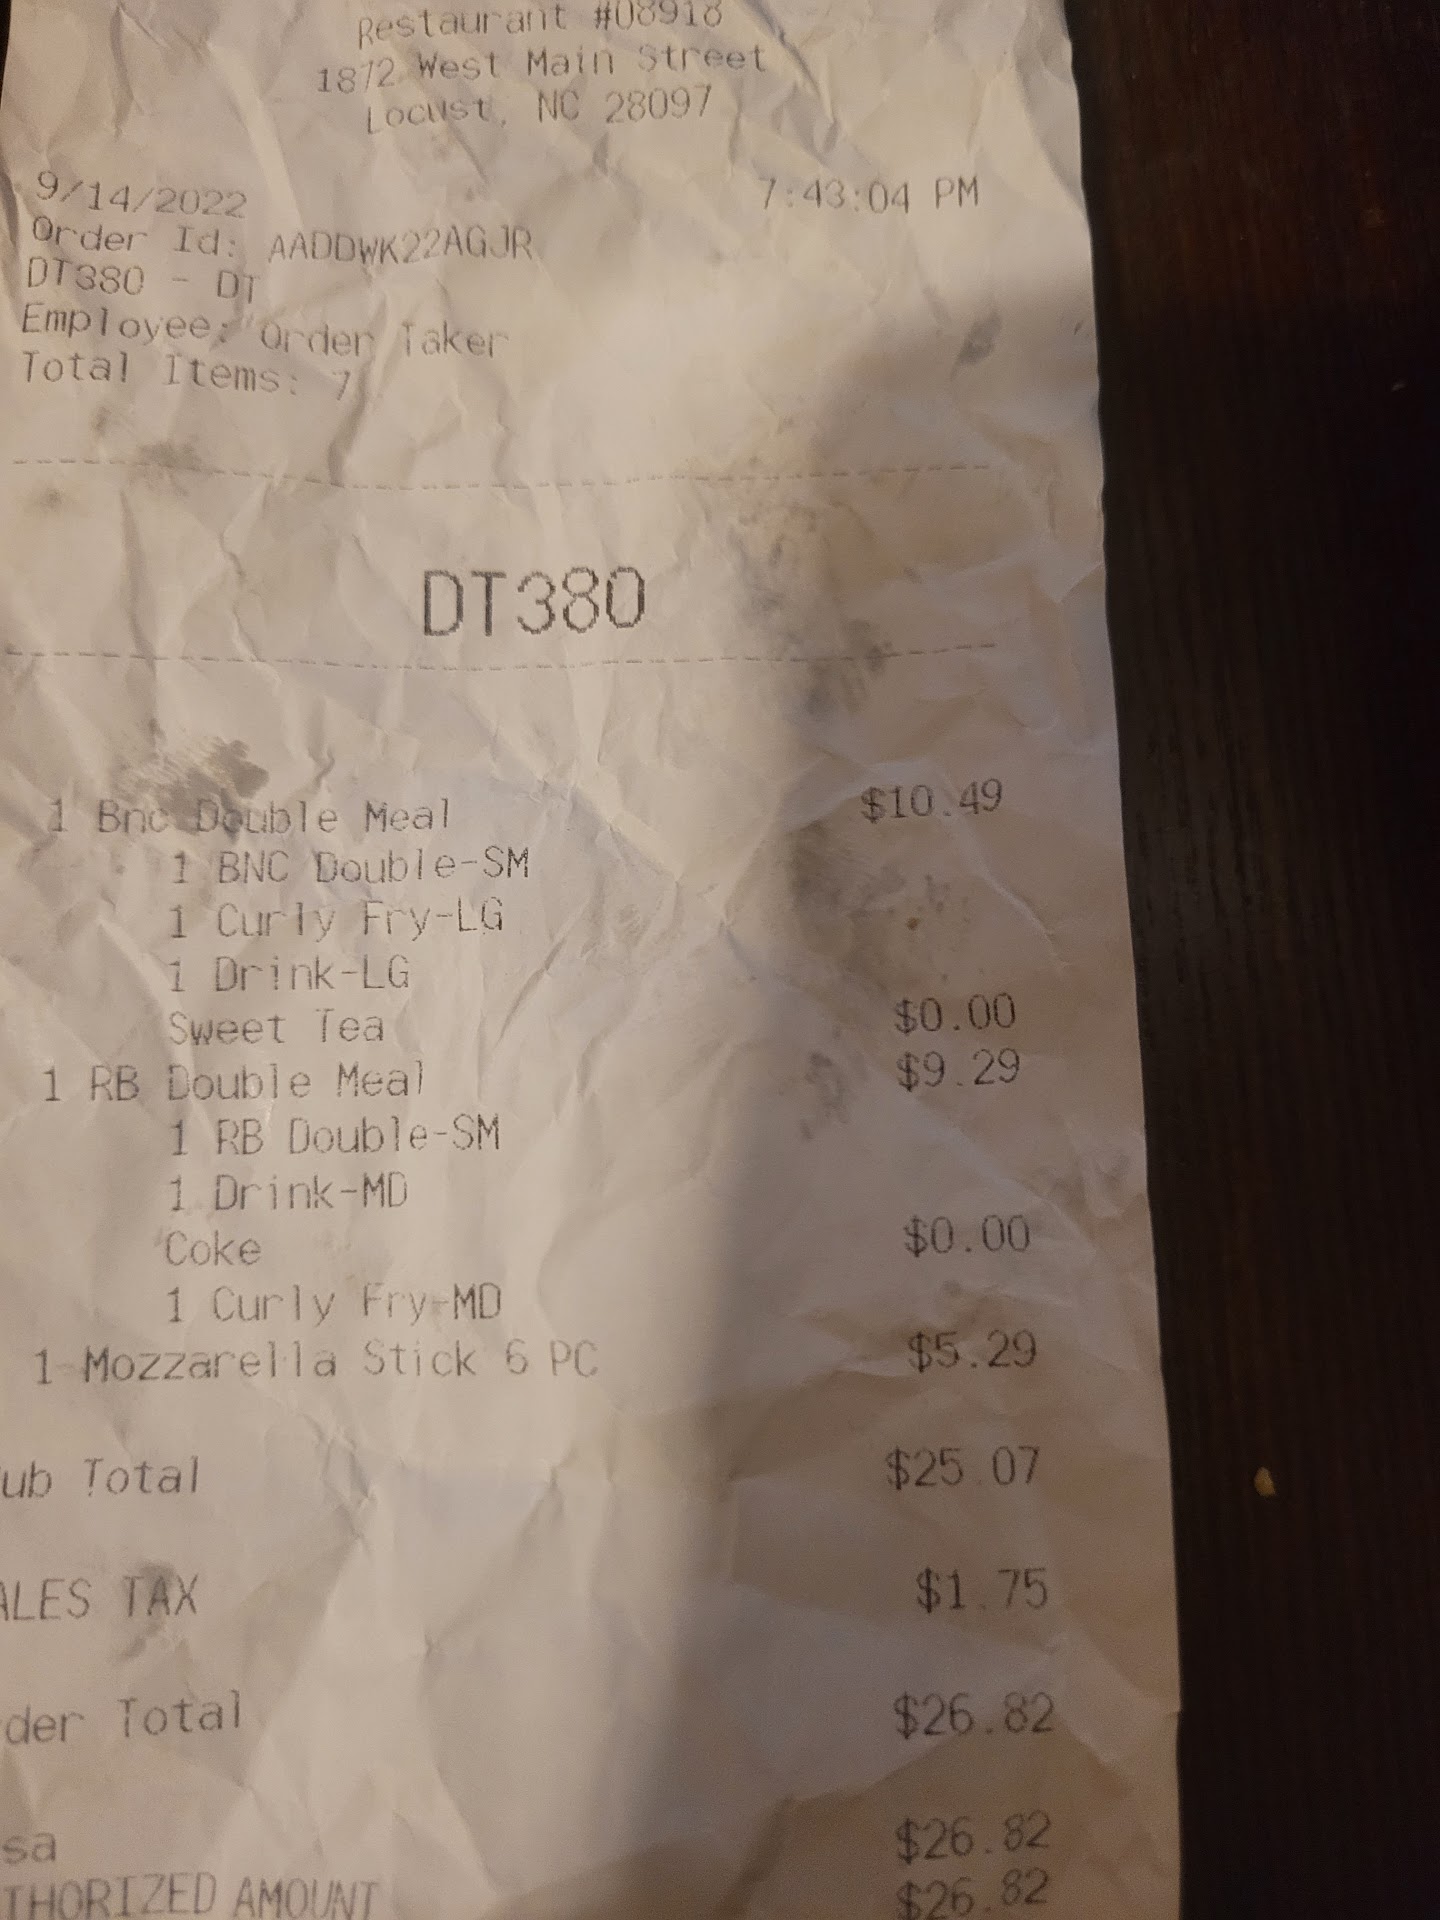 Restaurant #08918
1872 West Main Street
Locust, NC 28097
9/14/2022 7:43:04 PM
Order Id: AADDWK22AGJR
DT380 - DT
Employee: Order Taker
Total Items: 7
DT380
1 Bnc Double Meal $10.49
1 BNC Double-SM
1 Curly Fry-LG
1 Drink-LG
Sweet Tea $0.00
1 RB Double Meal $9.29
1 RB Double-SM
1 Drink-MD
Coke $0.00
1 Curly Fry-MD
1 Mozzarella Stick 6 PC $5.29
ub Total $25.07
ALES TAX $1.75
der Total $26.82
sa $26.82
THORIZED AMOUNT $26.82